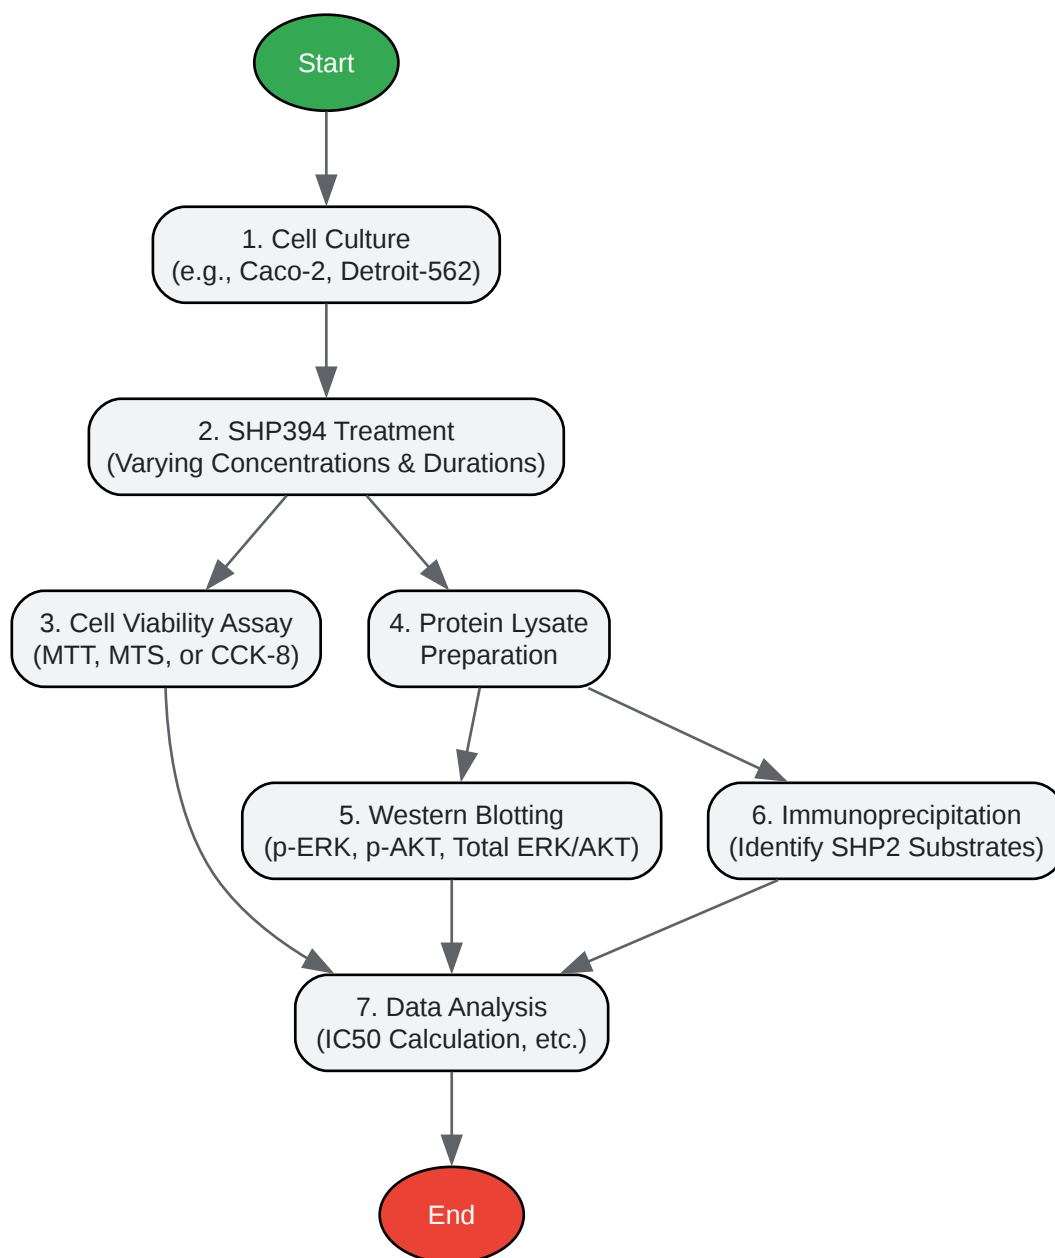 Start
1. Cell Culture
(e.g., Caco-2, Detroit-562)
2. SHP394 Treatment
(Varying Concentrations & Durations)
3. Cell Viability Assay
(MTT, MTS, or CCK-8)
4. Protein Lysate
Preparation
5. Western Blotting
(p-ERK, p-AKT, Total ERK/AKT)
6. Immunoprecipitation
(Identify SHP2 Substrates)
7. Data Analysis
(IC50 Calculation, etc.)
End